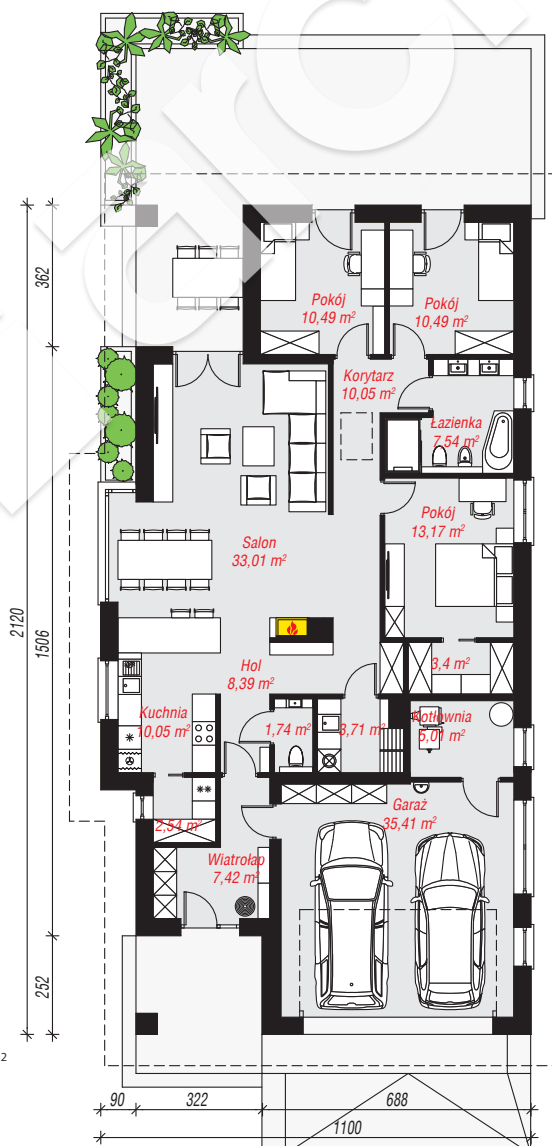 362
Pokój
10,49 m²
Pokój
10,49 m²
Korytarz
10,05 m²
Łazienka
7,54 m²
Pokój
13,17 m²
Salon
33,01 m²
2120
1506
Hol
8,39 m²
3,4 m²
Kuchnia
10,05 m²
1,74 m²
3,71 m²
Kotłownia
5,01 m²
Garaż
35,41 m²
2,54 m²
Wiatrołap
7,42 m²
252
2
90
322
688
1100